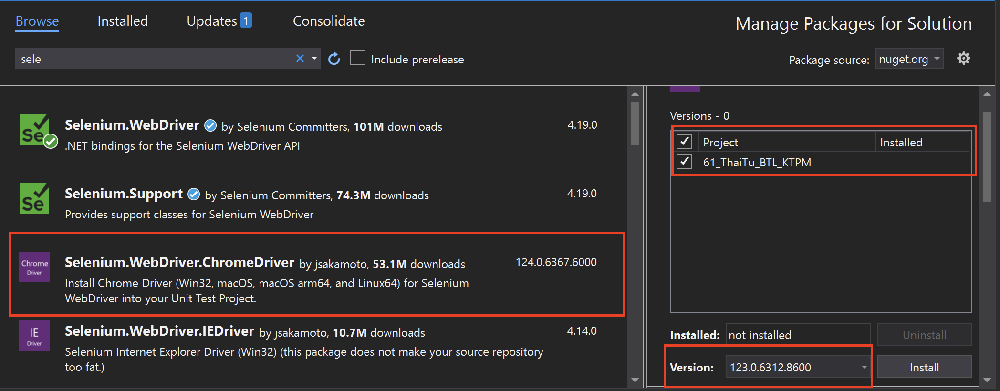 Browse Installed Updates 1 Consolidate
Manage Packages for Solution
sele
Include prerelease
Package source: nuget.org
Se
Selenium.WebDriver by Selenium Committers, 101M downloads 4.19.0
.NET bindings for the Selenium WebDriver API
Se
Selenium.Support by Selenium Committers, 74.3M downloads 4.19.0
Provides support classes for Selenium WebDriver
Chrome
Driver
Selenium.WebDriver.ChromeDriver by jsakamoto, 53.1M downloads 124.0.6367.6000
Install Chrome Driver (Win32, macOS, macOS arm64, and Linux64) for Selenium
WebDriver into your Unit Test Project.
IE
Driver
Selenium.WebDriver.IEDriver by jsakamoto, 10.7M downloads 4.14.0
Selenium Internet Explorer Driver (Win32) (this package does not make your source repository
too fat.)
Versions - 0
Project Installed
61_ThaiTu_BTL_KTPM
Installed: not installed Uninstall
Version: 123.0.6312.8600 Install